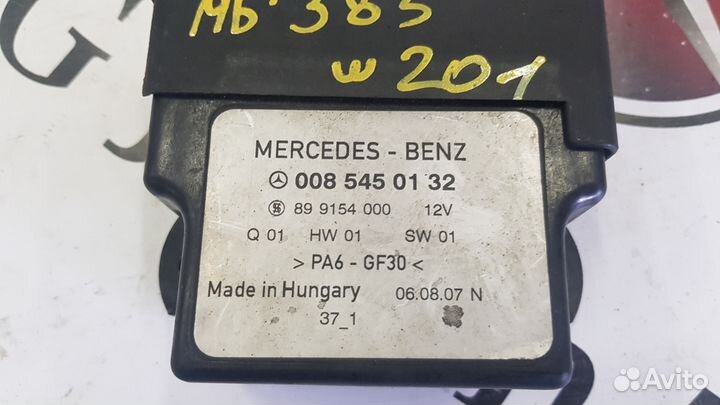 Мб·385
w201
MERCEDES - BENZ
008 545 01 32
89 9154 000 12V
Q 01 HW 01 SW 01
> PA6 - GF30 <
Made in Hungary 06.08.07 N
37_1
Avito